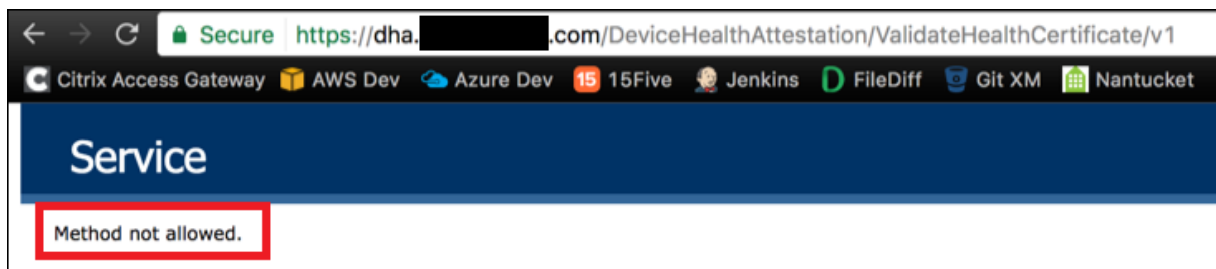 Secure https://dha. .com/DeviceHealthAttestation/ValidateHealthCertificate/v1
Citrix Access Gateway AWS Dev Azure Dev 15 15Five Jenkins FileDiff Git XM Nantucket
Service
Method not allowed.